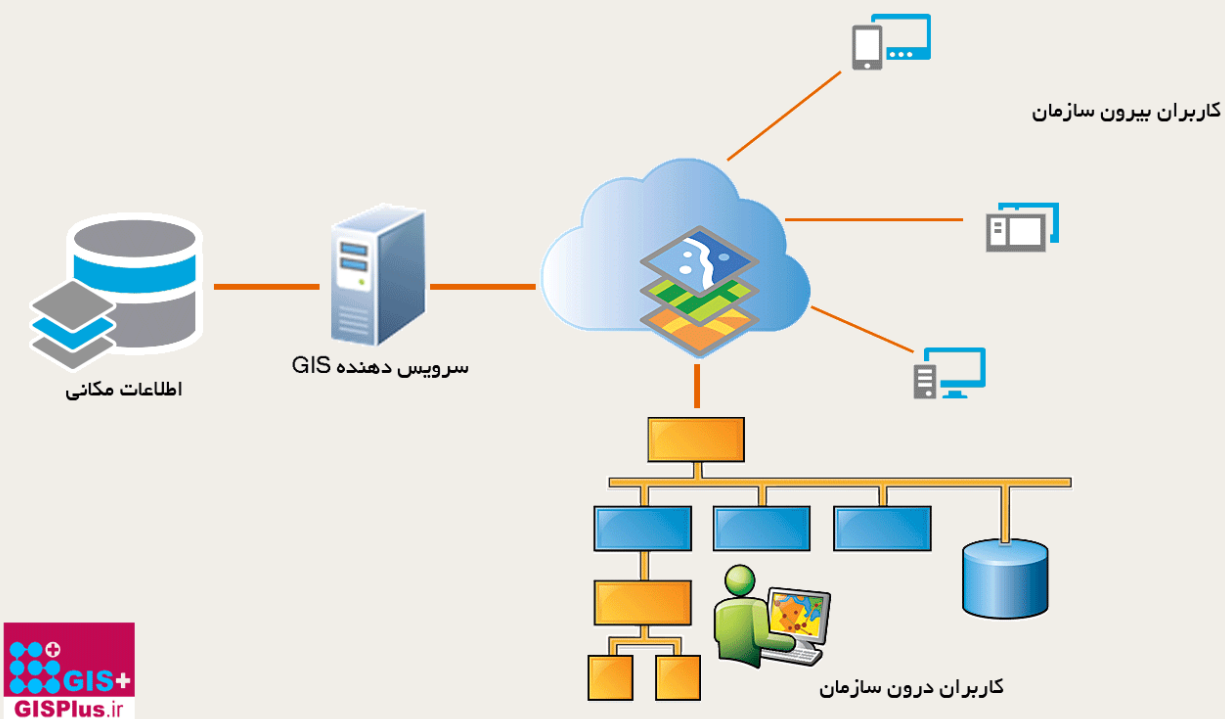 کاربران بیرون سازمان
سرویس دهنده GIS
اطلاعات مکانی
کاربران درون سازمان
GIS+
GISPlus.ir